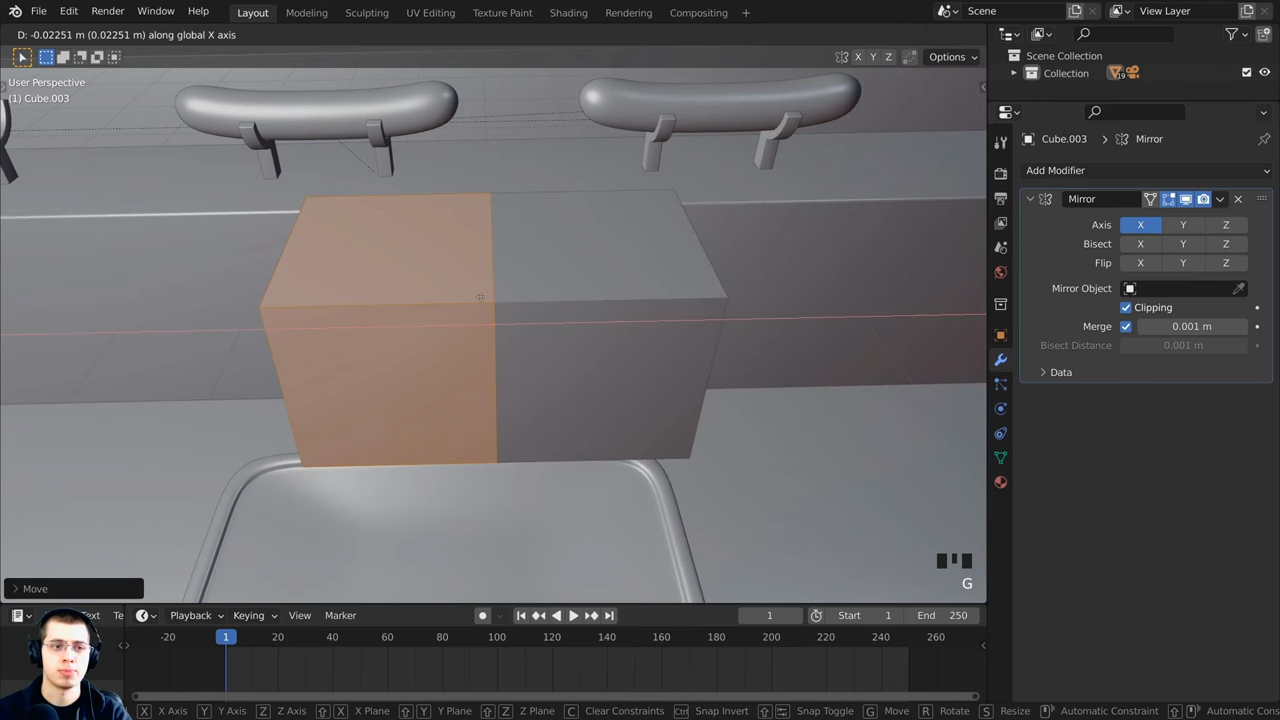 File Edit Render Window Help Layout Modeling Sculpting UV Editing Texture Paint Shading Rendering Compositing + Scene View Layer
D: -0.02251 m (0.02251 m) along global X axis
X Y Z Options
Scene Collection
Collection 19
User Perspective
(1) Cube.003
Cube.003 > Mirror
Add Modifier
Mirror
Axis X Y Z
Bisect X Y Z
Flip X Y Z
Mirror Object
Clipping
Merge 0.001 m
Bisect Distance 0.001 m
Data
G
Move
Text Te Playback Keying View Marker 1 Start 1 End 250
-20 1 20 40 60 80 100 120 140 160 180 200 220 240 260
X X Axis Y Y Axis Z Z Axis X X Plane Y Y Plane Z Z Plane C Clear Constraints Ctrl Snap Invert Snap Toggle G Move R Rotate S Resize Automatic Constraint Automatic Cons